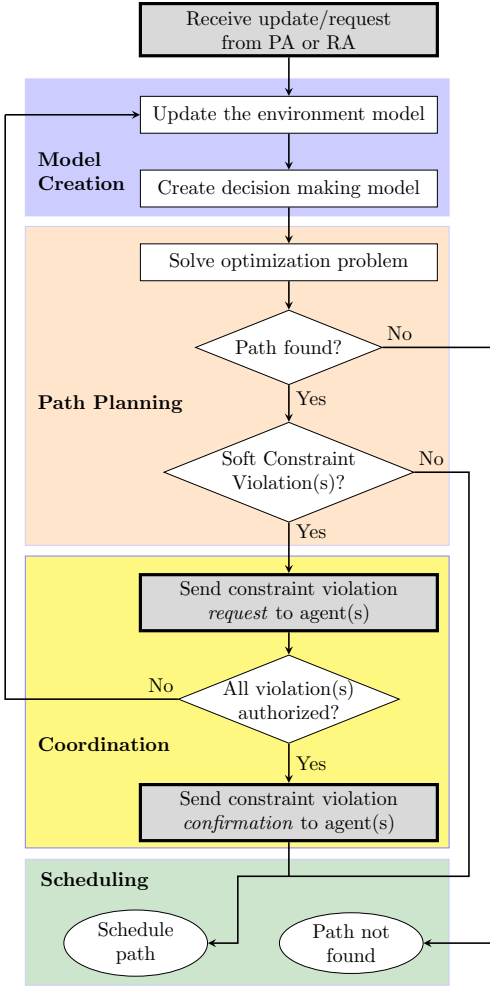 Receive update/request
from PA or RA
Update the environment model
Model
Creation
Create decision making model
Solve optimization problem
Path found?
No
Path Planning
Yes
Soft Constraint
Violation(s)?
No
Yes
Send constraint violation
request to agent(s)
All violation(s)
authorized?
No
Coordination
Yes
Send constraint violation
confirmation to agent(s)
Scheduling
Schedule
path
Path not
found